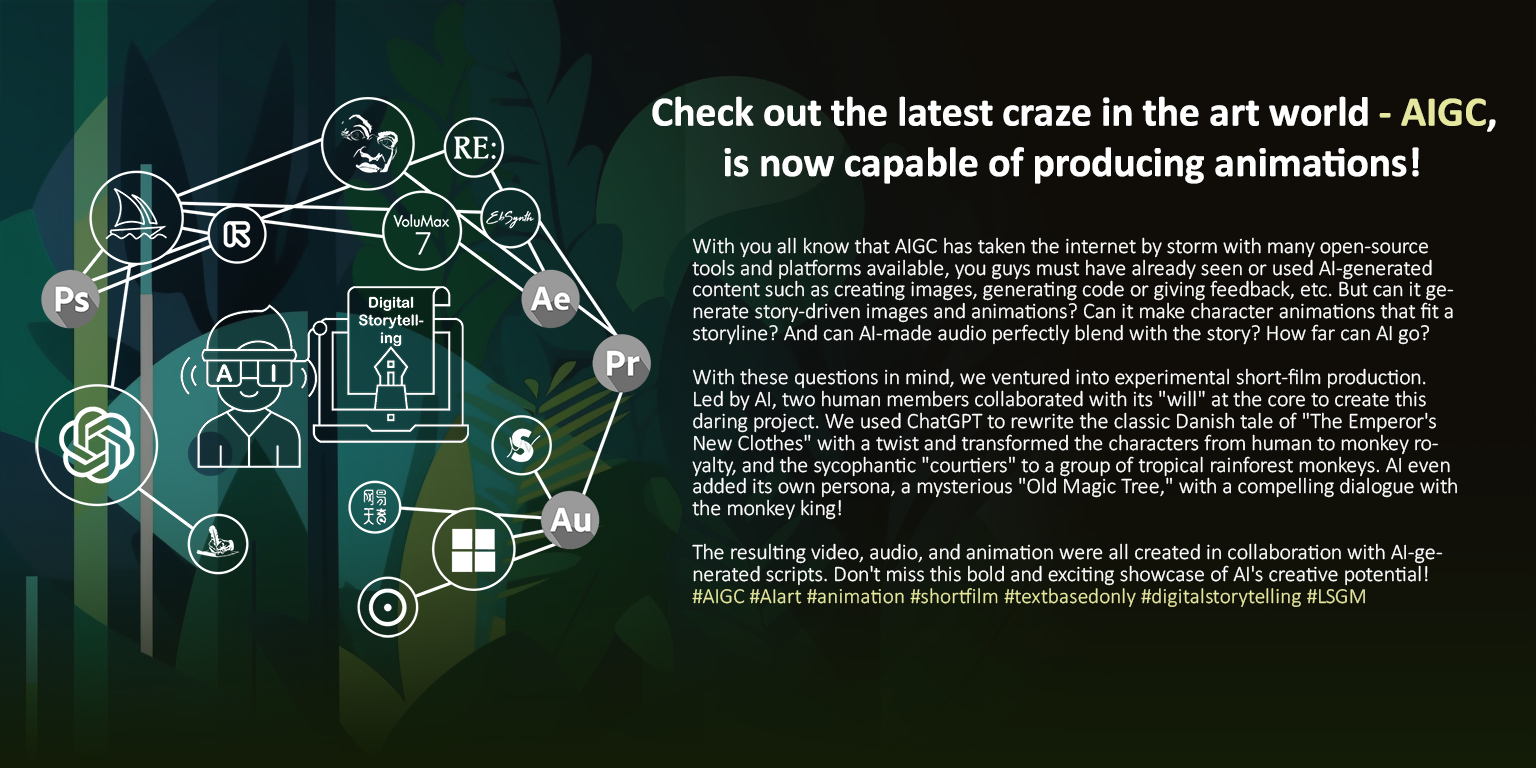 Check out the latest craze in the art world - AIGC,
is now capable of producing animations!
With you all know that AIGC has taken the internet by storm with many open-source
tools and platforms available, you guys must have already seen or used AI-generated
content such as creating images, generating code or giving feedback, etc. But can it ge-
nerate story-driven images and animations? Can it make character animations that fit a
storyline? And can AI-made audio perfectly blend with the story? How far can AI go?
With these questions in mind, we ventured into experimental short-film production.
Led by AI, two human members collaborated with its "will" at the core to create this
daring project. We used ChatGPT to rewrite the classic Danish tale of "The Emperor's
New Clothes" with a twist and transformed the characters from human to monkey ro-
yalty, and the sycophantic "courtiers" to a group of tropical rainforest monkeys. AI even
added its own persona, a mysterious "Old Magic Tree," with a compelling dialogue with
the monkey king!
The resulting video, audio, and animation were all created in collaboration with AI-ge-
nerated scripts. Don't miss this bold and exciting showcase of AI's creative potential!
#AIGC #AIart #animation #shortfilm #textbasedonly #digitalstorytelling #LSGM
RE:
VoluMax
7
EbSynth
Ps
Ae
Pr
Digital
Storytell-
ing
A I
S
网易
天音
Au